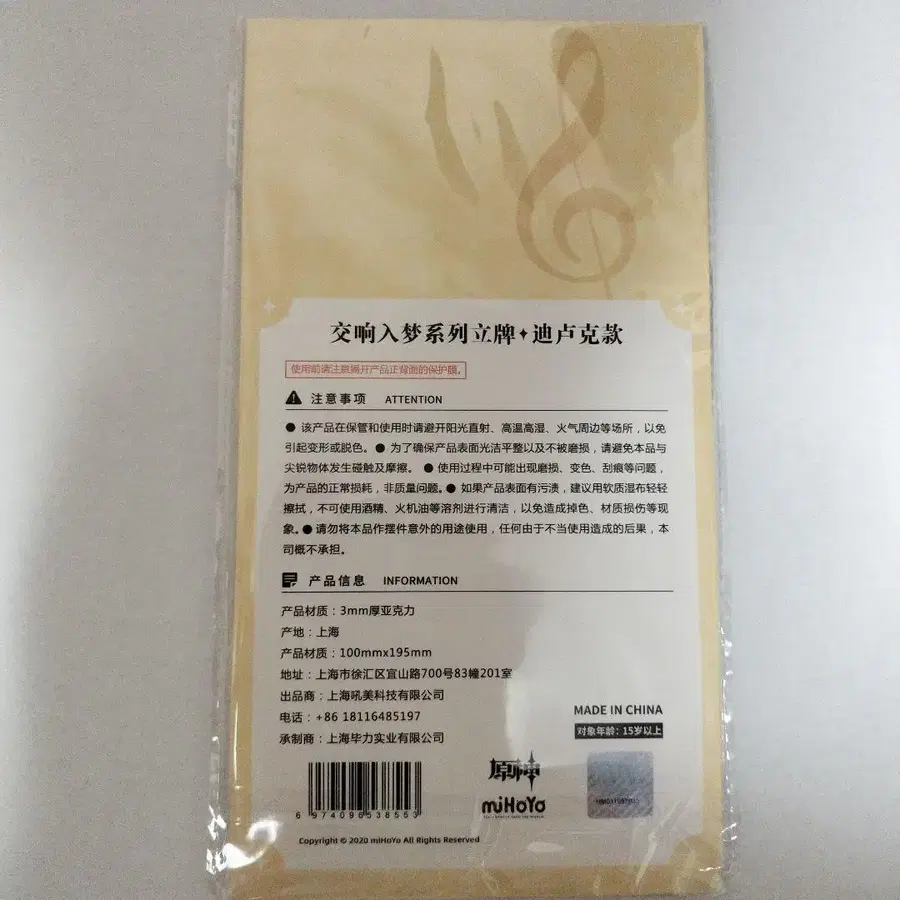 交响入梦系列立牌✦迪卢克款
使用前请注意撕开产品正背面的保护膜。
注意事项 ATTENTION
● 该产品在保管和使用时请避开阳光直射、高温高湿、火气周边等场所，以免
引起变形或脱色。● 为了确保产品表面光洁平整以及不被磨损，请避免本品与
尖锐物体发生碰触及摩擦。 ● 使用过程中可能出现磨损、变色、刮痕等问题，
为产品的正常损耗，非质量问题。● 如果产品表面有污渍，建议用软质湿布轻轻
擦拭，不可使用酒精、火机油等溶剂进行清洁，以免造成掉色、材质损伤等现
象。● 请勿将本品作摆件意外的用途使用，任何由于不当使用造成的后果，本
司概不承担。
产品信息 INFORMATION
产品材质：3mm厚亚克力
产地：上海
产品材质：100mmx195mm
地址：上海市徐汇区宜山路700号83幢201室
出品商：上海吼美科技有限公司
电话：+86 18116485197
承制商：上海毕力实业有限公司
MADE IN CHINA
对象年龄：15岁以上
6 974096 538553
原神
miHoYo
Copyright © 2020 miHoYo All Rights Reserved